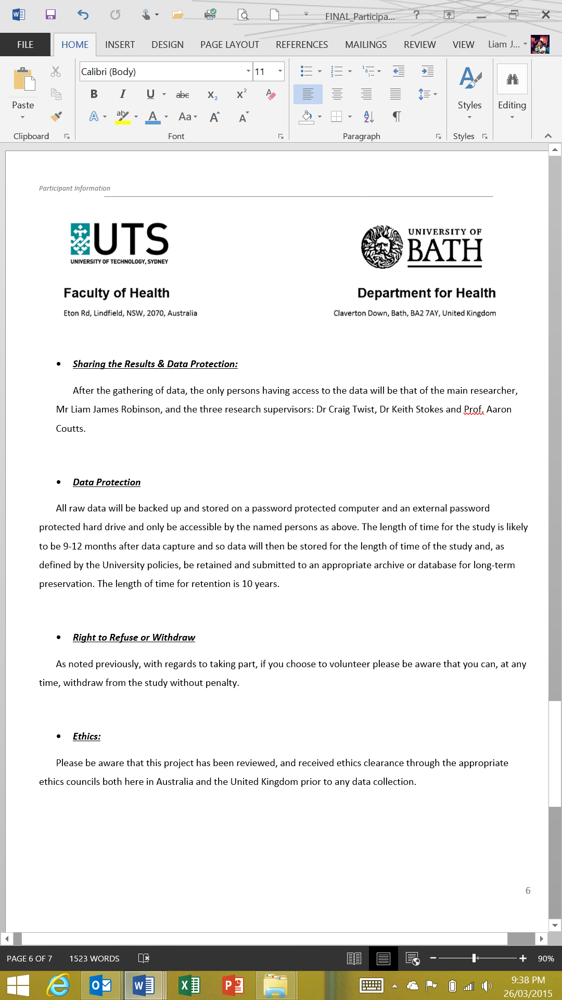 FINAL_Participa...
FILE
HOME
INSERT
DESIGN
PAGE LAYOUT
REFERENCES
MAILINGS
REVIEW
VIEW
Liam J...
Calibri (Body)
11
Paste
Styles
Editing
Clipboard
Font
Paragraph
Styles
Participant Information
UTS
UNIVERSITY OF TECHNOLOGY, SYDNEY
UNIVERSITY OF
BATH
Faculty of Health
Department for Health
Eton Rd, Lindfield, NSW, 2070, Australia
Claverton Down, Bath, BA2 7AY, United Kingdom
• Sharing the Results & Data Protection:
After the gathering of data, the only persons having access to the data will be that of the main researcher,
Mr Liam James Robinson, and the three research supervisors: Dr Craig Twist, Dr Keith Stokes and Prof. Aaron
Coutts.
• Data Protection
All raw data will be backed up and stored on a password protected computer and an external password
protected hard drive and only be accessible by the named persons as above. The length of time for the study is likely
to be 9-12 months after data capture and so data will then be stored for the length of time of the study and, as
defined by the University policies, be retained and submitted to an appropriate archive or database for long-term
preservation. The length of time for retention is 10 years.
• Right to Refuse or Withdraw
As noted previously, with regards to taking part, if you choose to volunteer please be aware that you can, at any
time, withdraw from the study without penalty.
• Ethics:
Please be aware that this project has been reviewed, and received ethics clearance through the appropriate
ethics councils both here in Australia and the United Kingdom prior to any data collection.
6
PAGE 6 OF 7
1523 WORDS
90%
9:38 PM
26/03/2015